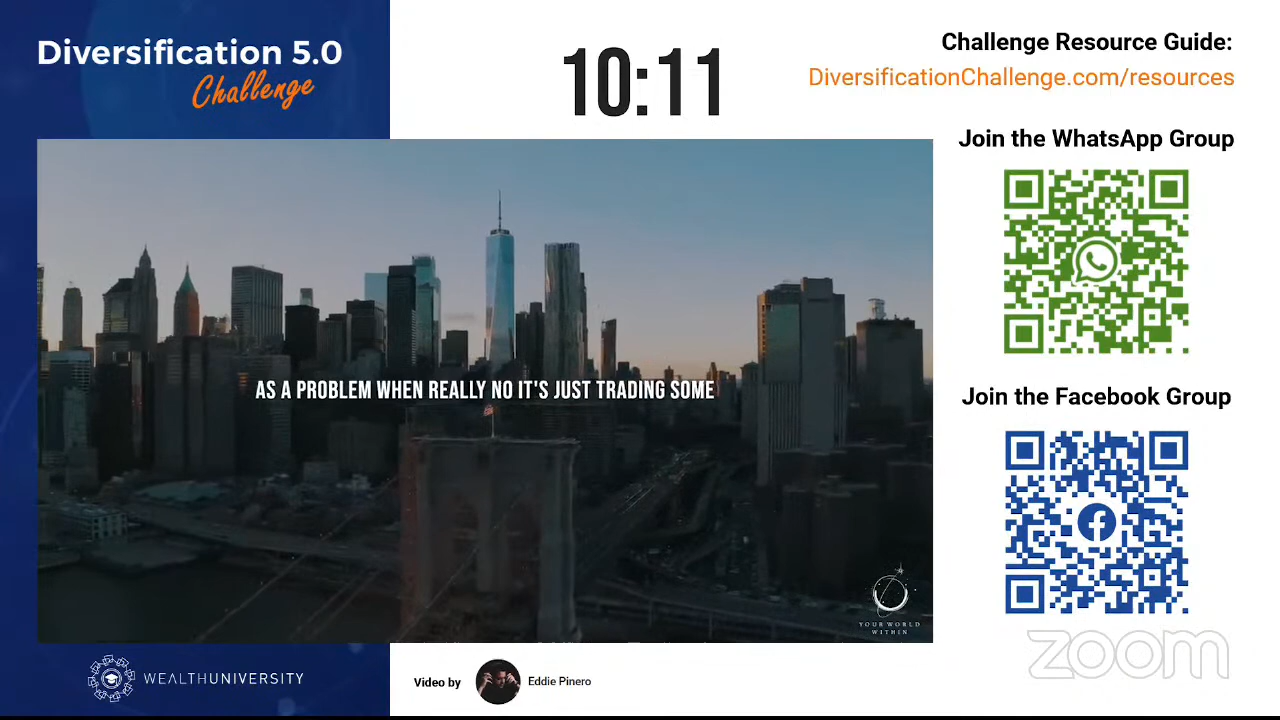 Diversification 5.0
Challenge
10:11
Challenge Resource Guide:
DiversificationChallenge.com/resources
Join the WhatsApp Group
AS A PROBLEM WHEN REALLY NO IT'S JUST TRADING SOME
Join the Facebook Group
YOUR WORLD
WITHIN
WEALTHUNIVERSITY
Video by
Eddie Pinero
zoom